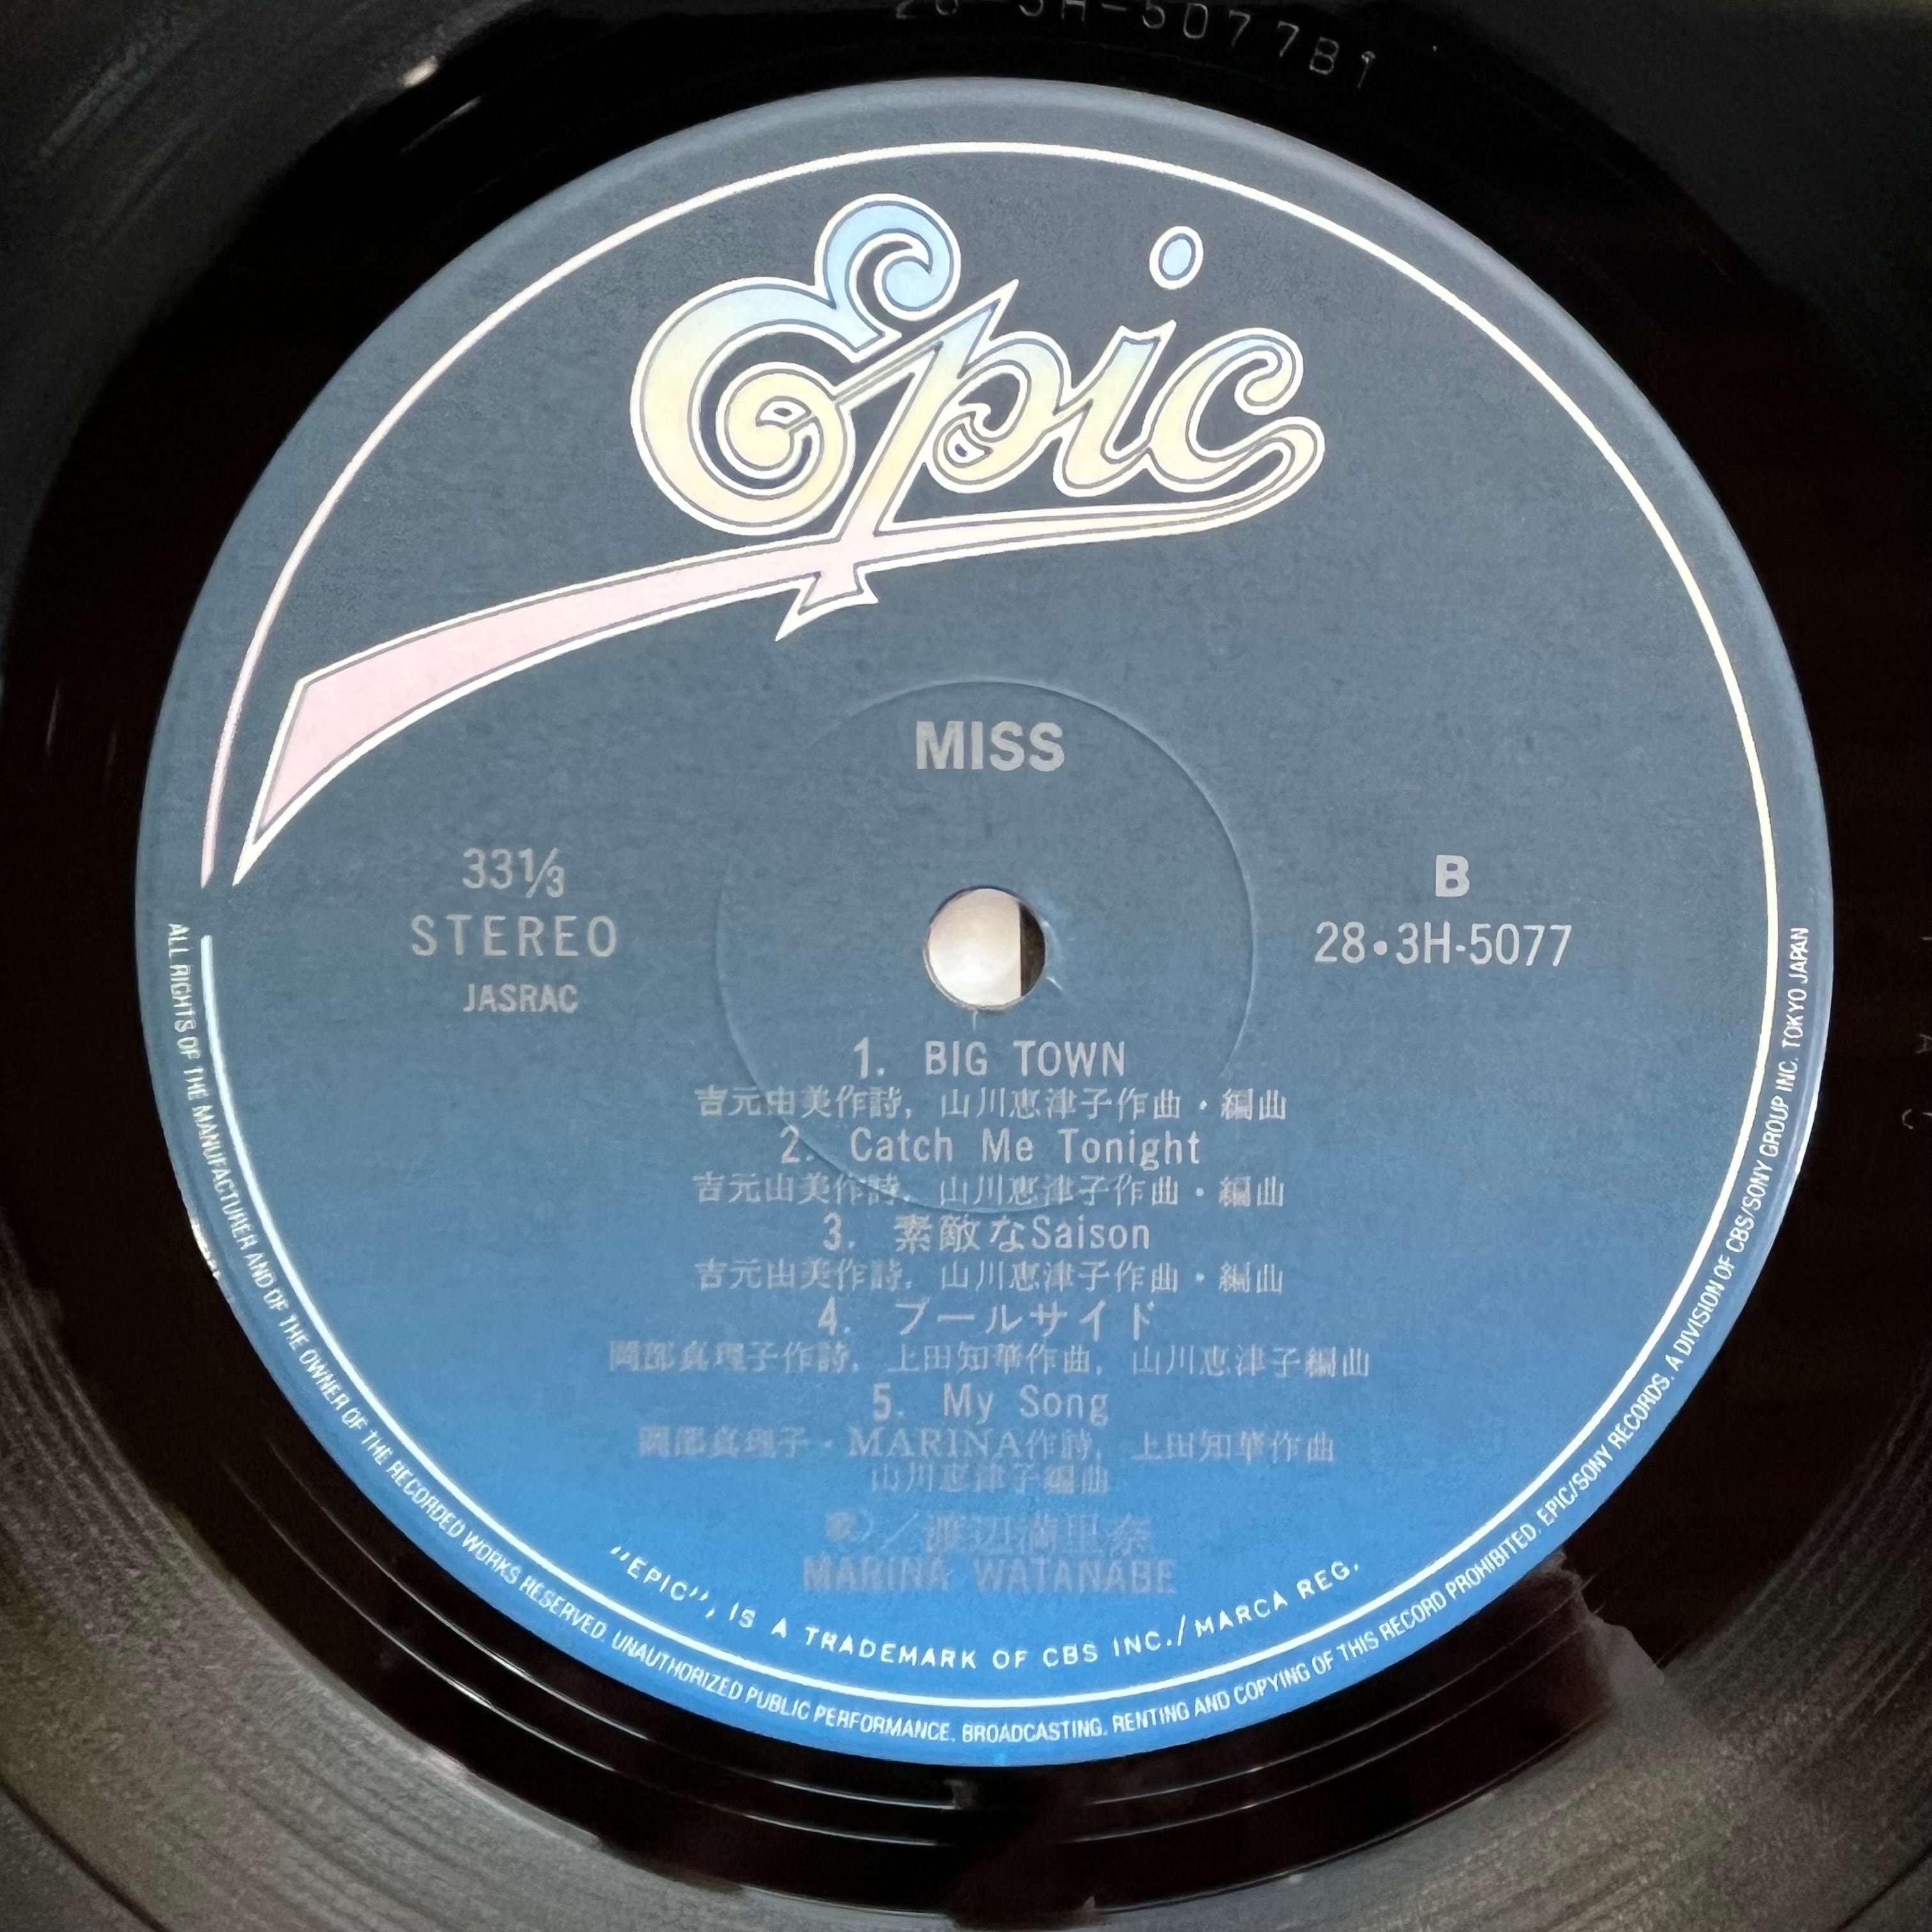 28-3H-5077B1
Epic
MISS
33⅓
STEREO
JASRAC
B
28・3H-5077
1. BIG TOWN
吉元由美作詩, 山川恵津子作曲・編曲
2. Catch Me Tonight
吉元由美作詩, 山川恵津子作曲・編曲
3. 素敵なSaison
吉元由美作詩, 山川恵津子作曲・編曲
4. プールサイド
岡部真理子作詩, 上田知華作曲, 山川恵津子編曲
5. My Song
岡部真理子・MARINA作詩, 上田知華作曲
山川恵津子編曲
渡辺満里奈
MARINA WATANABE
"EPIC", IS A TRADEMARK OF CBS INC./MARCA REG.
ALL RIGHTS OF THE MANUFACTURER AND OF THE OWNER OF THE RECORDED WORKS RESERVED. UNAUTHORIZED PUBLIC PERFORMANCE. BROADCASTING. RENTING AND COPYING OF THIS RECORD PROHIBITED. EPIC/SONY RECORDS. A DIVISION OF CBS/SONY GROUP INC. TOKYO JAPAN